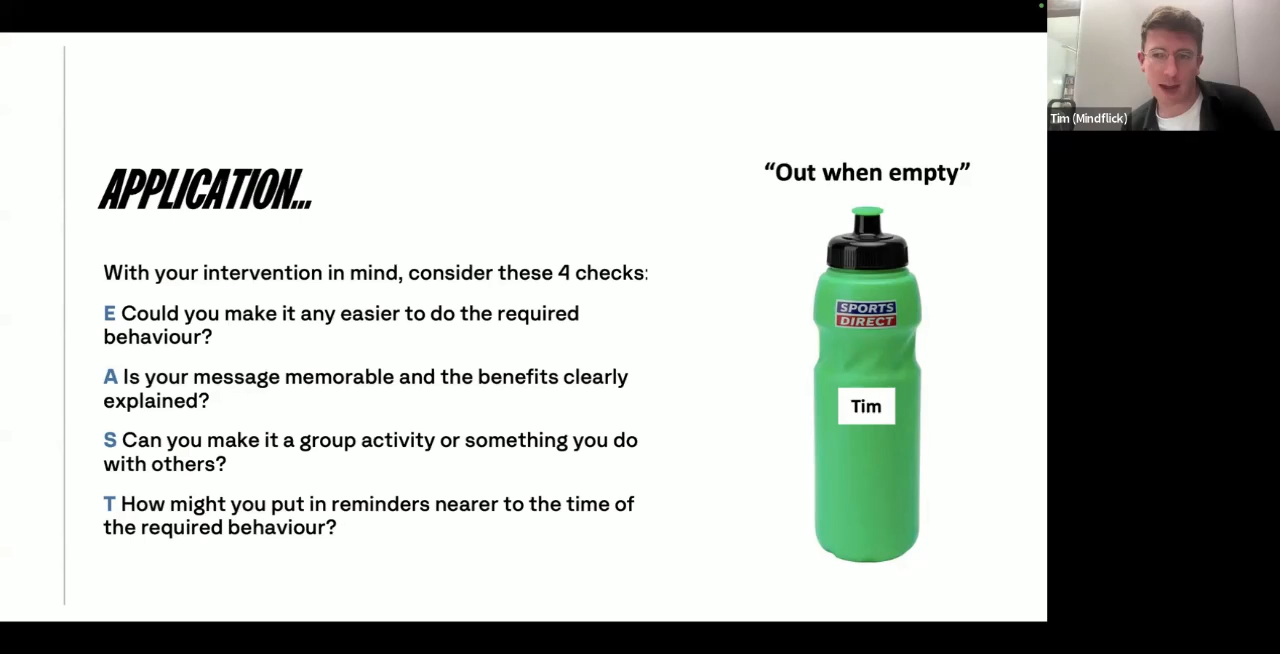 APPLICATION...
With your intervention in mind, consider these 4 checks:
E Could you make it any easier to do the required
behaviour?
A Is your message memorable and the benefits clearly
explained?
S Can you make it a group activity or something you do
with others?
T How might you put in reminders nearer to the time of
the required behaviour?
“Out when empty”
SPORTS
DIRECT
Tim
Tim (Mindflick)